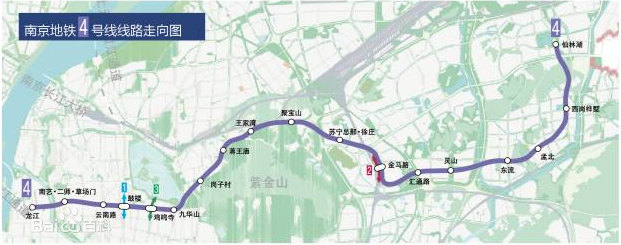 南京地铁4号线线路走向图
4
仙林湖
西岗桦墅
孟北
东流
灵山
汇通路
金马路
2
苏宁总部·徐庄
聚宝山
王家湾
蒋王庙
岗子村
紫金山
九华山
3
鸡鸣寺
1
鼓楼
云南路
南艺·二师·草场门
4
龙江
南京长江大桥
Bai百科